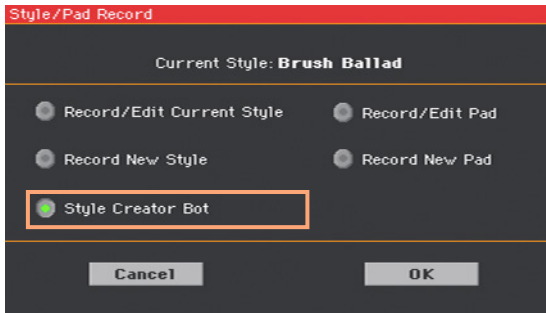 Style/Pad Record
Current Style: Brush Ballad
Record/Edit Current Style
Record/Edit Pad
Record New Style
Record New Pad
Style Creator Bot
Cancel
OK